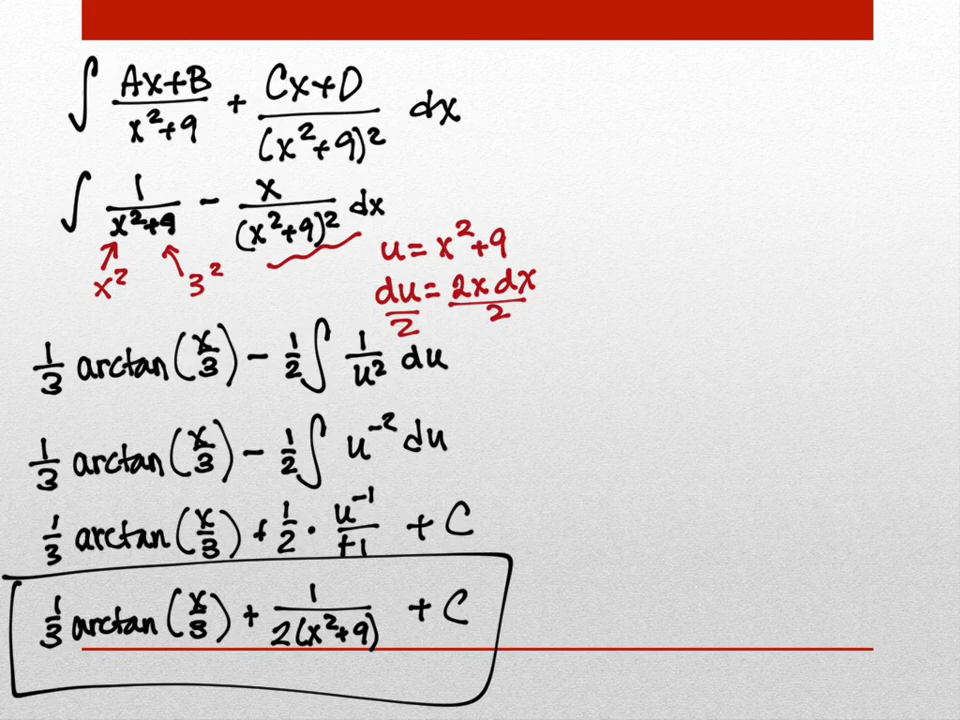 ∫ (Ax+B)/(x²+9) + (Cx+D)/(x²+9)² dx
∫ 1/(x²+9) - x/(x²+9)² dx
x²
3²
u = x²+9
du/2 = 2x dx/2
1/3 arctan(x/3) - 1/2 ∫ 1/u² du
1/3 arctan(x/3) - 1/2 ∫ u⁻² du
1/3 arctan(x/3) + 1/2 · u⁻¹/+1 + C
1/3 arctan(x/3) + 1/(2(x²+9)) + C